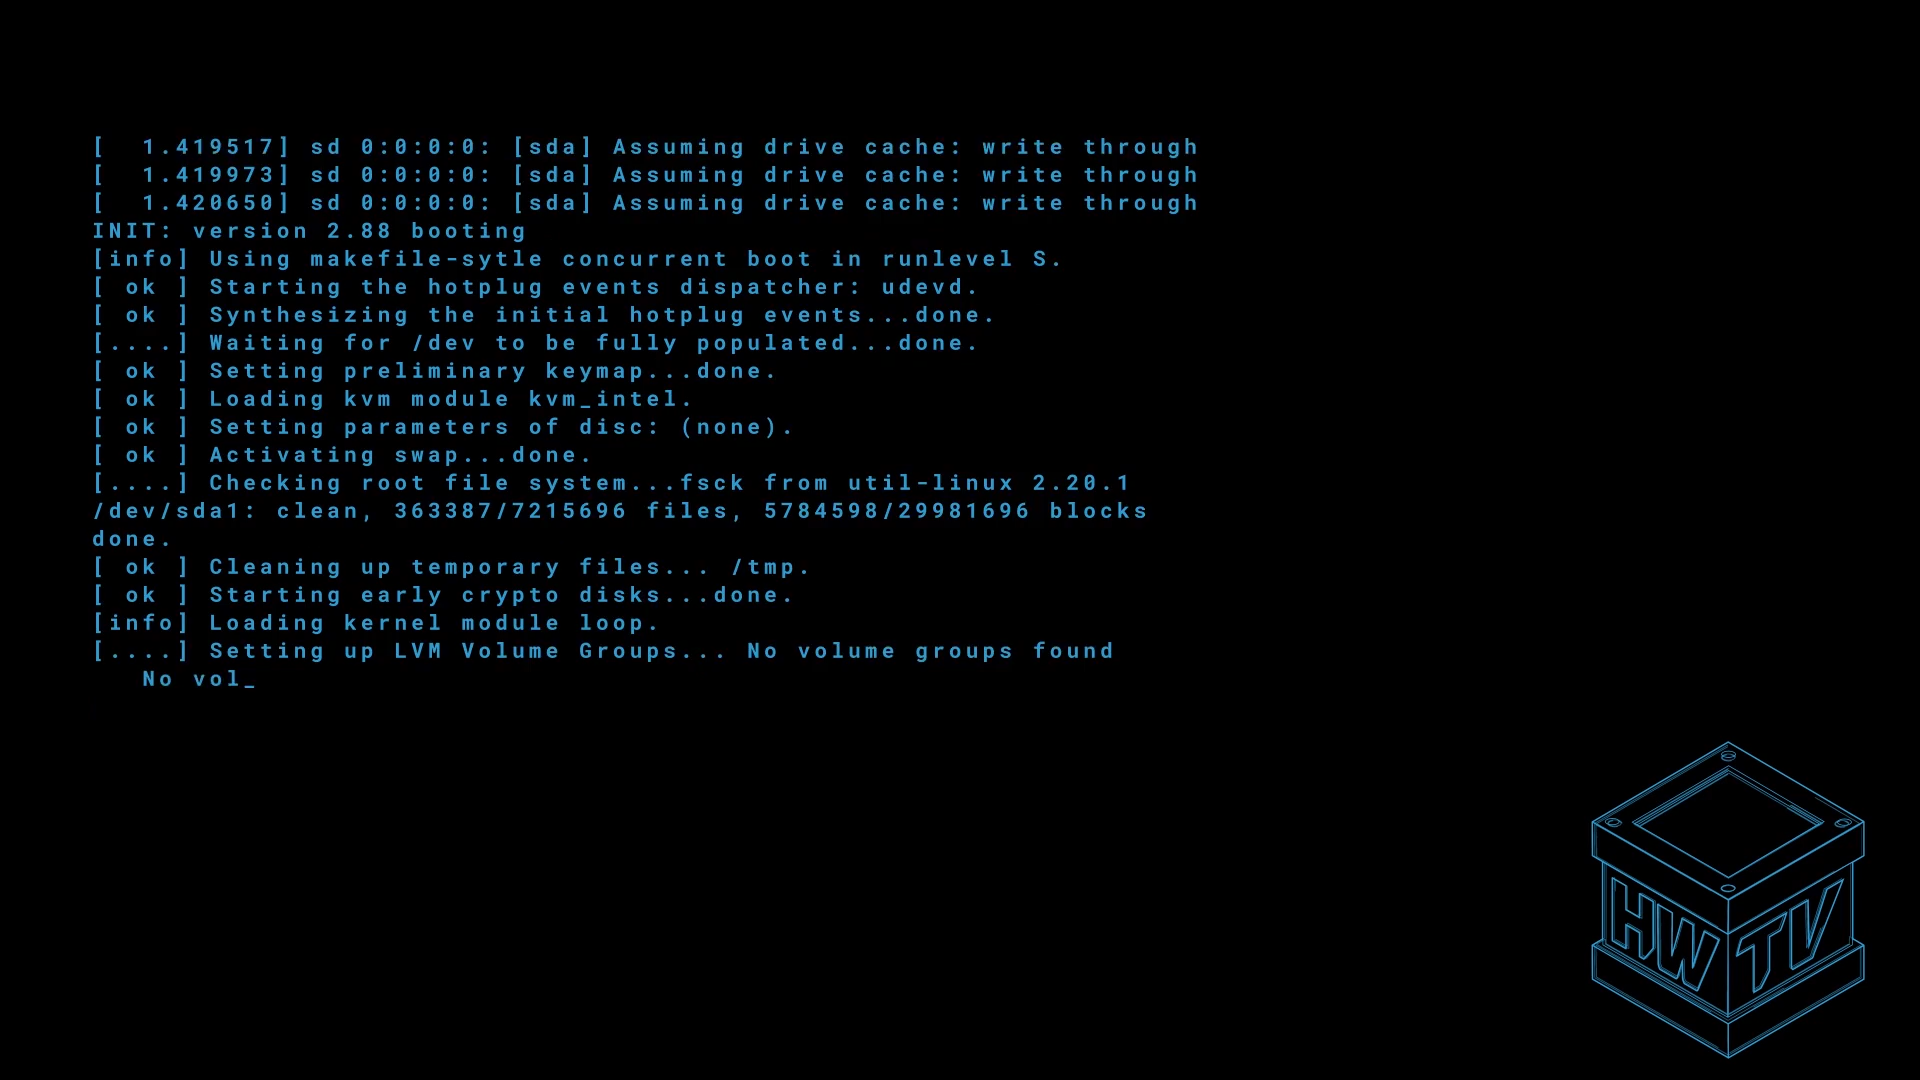 [  1.419517] sd 0:0:0:0: [sda] Assuming drive cache: write through
[  1.419973] sd 0:0:0:0: [sda] Assuming drive cache: write through
[  1.420650] sd 0:0:0:0: [sda] Assuming drive cache: write through
INIT: version 2.88 booting
[info] Using makefile-sytle concurrent boot in runlevel S.
[ ok ] Starting the hotplug events dispatcher: udevd.
[ ok ] Synthesizing the initial hotplug events...done.
[....] Waiting for /dev to be fully populated...done.
[ ok ] Setting preliminary keymap...done.
[ ok ] Loading kvm module kvm_intel.
[ ok ] Setting parameters of disc: (none).
[ ok ] Activating swap...done.
[....] Checking root file system...fsck from util-linux 2.20.1
/dev/sda1: clean, 363387/7215696 files, 5784598/29981696 blocks
done.
[ ok ] Cleaning up temporary files... /tmp.
[ ok ] Starting early crypto disks...done.
[info] Loading kernel module loop.
[....] Setting up LVM Volume Groups... No volume groups found
   No vol_
HW TV